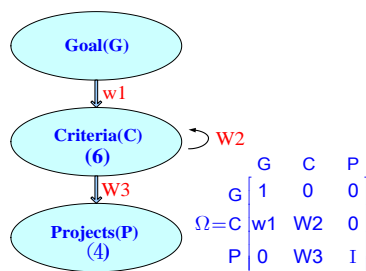 Goal(G)
w1
Criteria(C)
(6)
W2
W3
Projects(P)
(4)
G C P
G 1 0 0
Ω=C w1 W2 0
P 0 W3 I